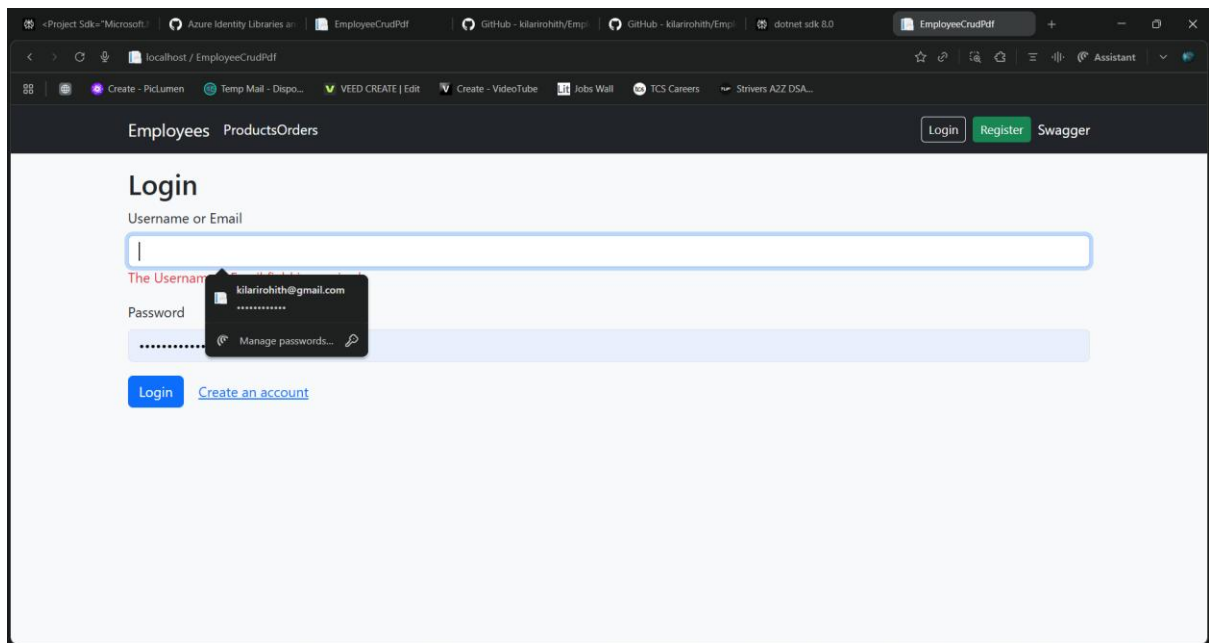 <Project Sdk="Microsoft. Azure Identity Libraries an EmployeeCrudPdf GitHub - kilarirohith/Emp GitHub - kilarirohith/Emp dotnet sdk 8.0 EmployeeCrudPdf
localhost / EmployeeCrudPdf Assistant
Create - PicLumen Temp Mail - Dispo... VEED CREATE | Edit Create - VideoTube Lit Jobs Wall TCS Careers Strivers A2Z DSA...
Employees ProductsOrders Login Register Swagger
Login
Username or Email
The Usernam
kilarirohith@gmail.com
••••••••••••
Password
Manage passwords...
••••••••••••
Login Create an account